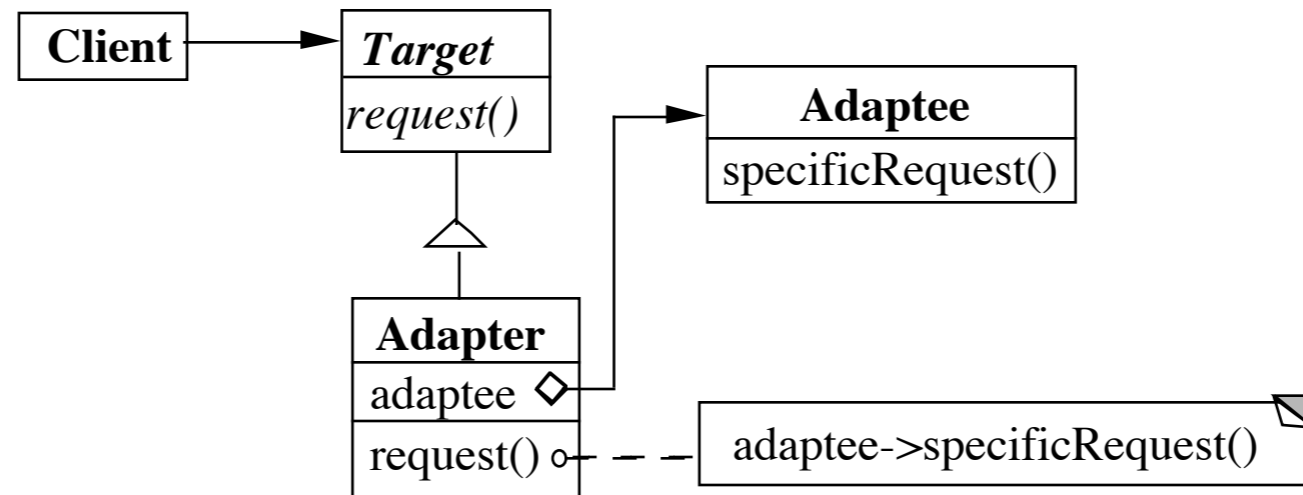 Client
Target
request()
Adaptee
specificRequest()
Adapter
adaptee
request()
adaptee->specificRequest()